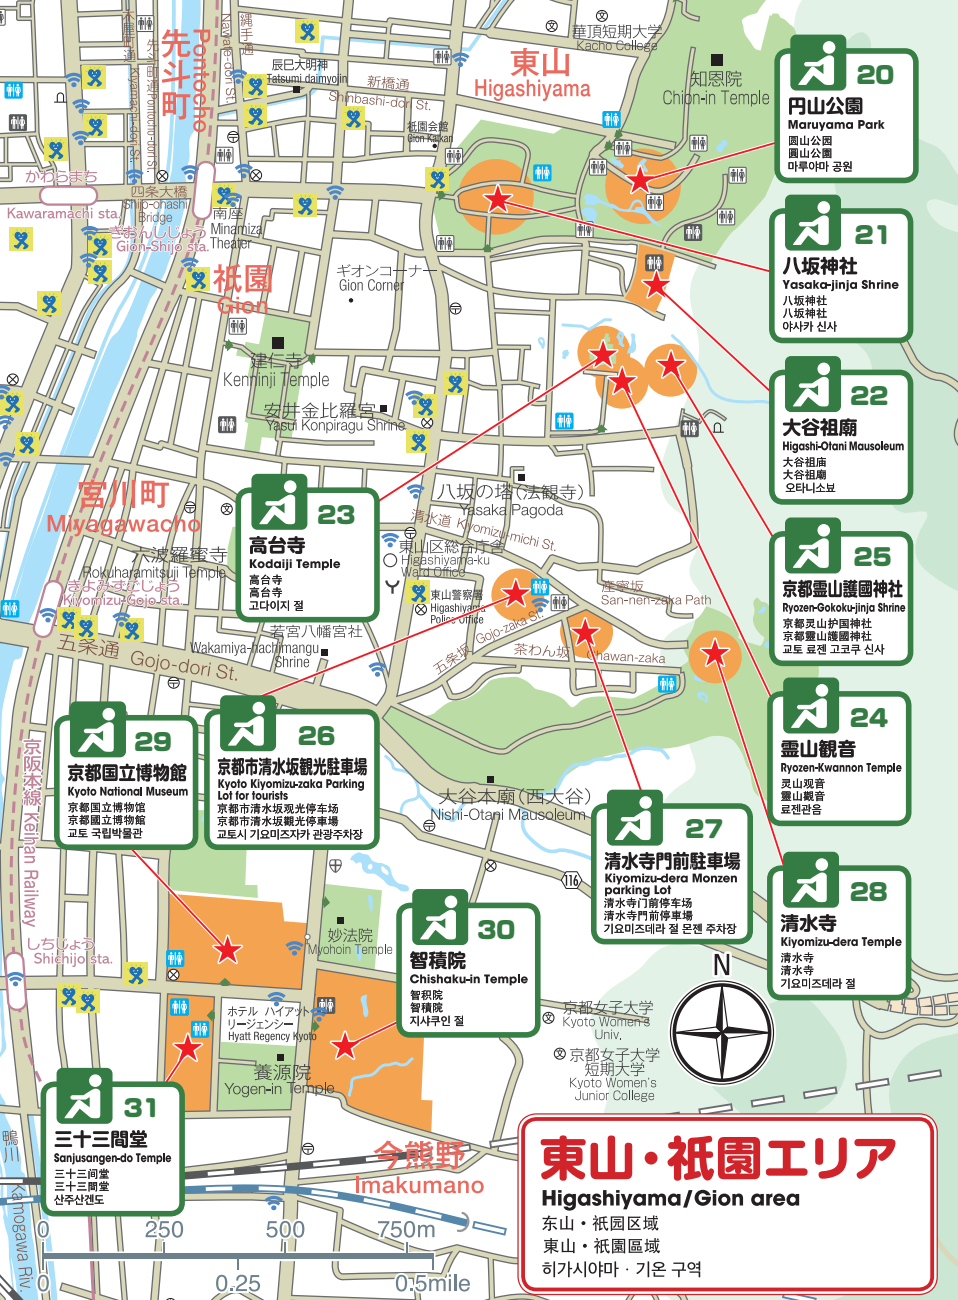 華頂短期大学
Kacho College
先斗町
Pontocho
木屋町通
Kiyamachi-dori St.
先斗町通
Pontocho-dori St.
縄手通
Nawate-dori St.
辰巳大明神
Tatsumi daimyojin
新橋通
Shinbashi-dori St.
東山
Higashiyama
知恩院
Chion-in Temple
祇園会館
Gion Kaikan
20
円山公園
Maruyama Park
圆山公园
圓山公園
마루야마 공원
かわらまち
Kawaramachi sta.
四条大橋
Shijo-ohashi
Bridge
ぎおんしじょう
Gion-Shijo sta.
南座
Minamiza
Theater
祇園
Gion
ギオンコーナー
Gion Corner
21
八坂神社
Yasaka-jinja Shrine
八坂神社
八坂神社
야사카 신사
建仁寺
Kenninji Temple
安井金比羅宮
Yasui Konpiragu Shrine
22
大谷祖廟
Higashi-Otani Mausoleum
大谷祖庙
大谷祖廟
오타니소뵤
宮川町
Miyagawacho
23
高台寺
Kodaiji Temple
高台寺
高台寺
고다이지 절
八坂の塔(法観寺)
Yasaka Pagoda
清水道 Kiyomizu-michi St.
25
京都霊山護國神社
Ryozen-Gokoku-jinja Shrine
京都灵山护国神社
京都靈山護國神社
교토 료젠 고코쿠 신사
六波羅蜜寺
Rokuharamitsuji Temple
東山区総合庁舎
Higashiyama-ku
Ward Office
東山警察署
Higashiyama
Police Office
産寧坂
San-nen-zaka Path
きよみずごじょう
Kiyomizu-Gojo sta.
若宮八幡宮社
Wakamiya-hachimangu
Shrine
五条坂 Gojo-zaka St.
茶わん坂 Chawan-zaka
五条通 Gojo-dori St.
24
霊山観音
Ryozen-Kwannon Temple
灵山观音
靈山觀音
료젠관음
29
京都国立博物館
Kyoto National Museum
京都国立博物馆
京都國立博物館
교토 국립박물관
26
京都市清水坂観光駐車場
Kyoto Kiyomizu-zaka Parking
Lot for tourists
京都市清水坂观光停车场
京都市清水坂觀光停車場
교토시 기요미즈자카 관광주차장
大谷本廟(西大谷)
Nishi-Otani Mausoleum
27
清水寺門前駐車場
Kiyomizu-dera Monzen
parking Lot
清水寺门前停车场
清水寺門前停車場
기요미즈데라 절 몬젠 주차장
28
清水寺
Kiyomizu-dera Temple
清水寺
清水寺
기요미즈데라 절
京阪本線 Keihan Railway
116
しちじょう
Shichijo sta.
妙法院
Myohoin Temple
30
智積院
Chishaku-in Temple
智积院
智積院
지샤쿠인 절
N
ホテル ハイアット
リージェンシー
Hyatt Regency Kyoto
京都女子大学
Kyoto Women's
Univ.
京都女子大学
短期大学
Kyoto Women's
Junior College
養源院
Yogen-in Temple
31
三十三間堂
Sanjusangen-do Temple
三十三间堂
三十三間堂
산주산겐도
今熊野
Imakumano
鴨川
Kamogawa Riv.
0 250 500 750m
0 0.25 0.5mile
東山・祇園エリア
Higashiyama/Gion area
东山・祇园区域
東山・祇園區域
히가시야마 · 기온 구역